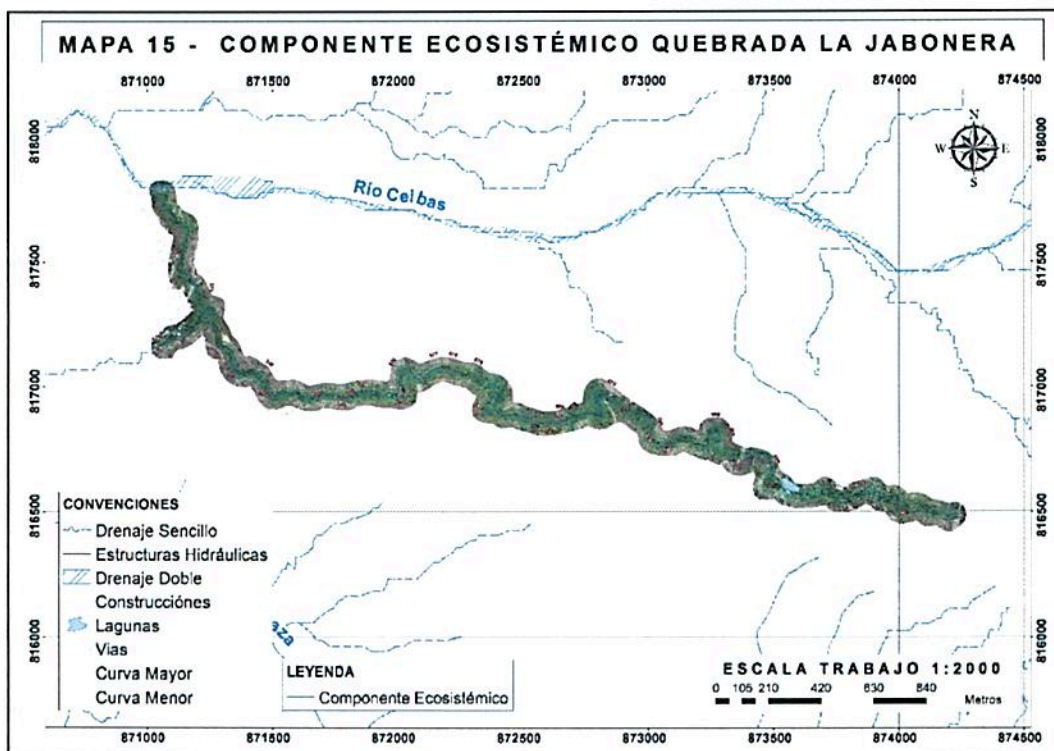 MAPA 15 - COMPONENTE ECOSISTÉMICO QUEBRADA LA JABONERA
871000 871500 872000 872500 873000 873500 874000 874500
818000 818000
N
W E
S
Río Ceibas
817500 817500
817000 817000
816500 816500
816000 816000
CONVENCIONES
Drenaje Sencillo
Estructuras Hidráulicas
Drenaje Doble
Construcciónes
Lagunas
Vias
Curva Mayor
Curva Menor
aza
LEYENDA
Componente Ecosistémico
ESCALA TRABAJO 1:2000
0 105 210 420 630 840
Metros
871000 871500 872000 872500 873000 873500 874000 874500